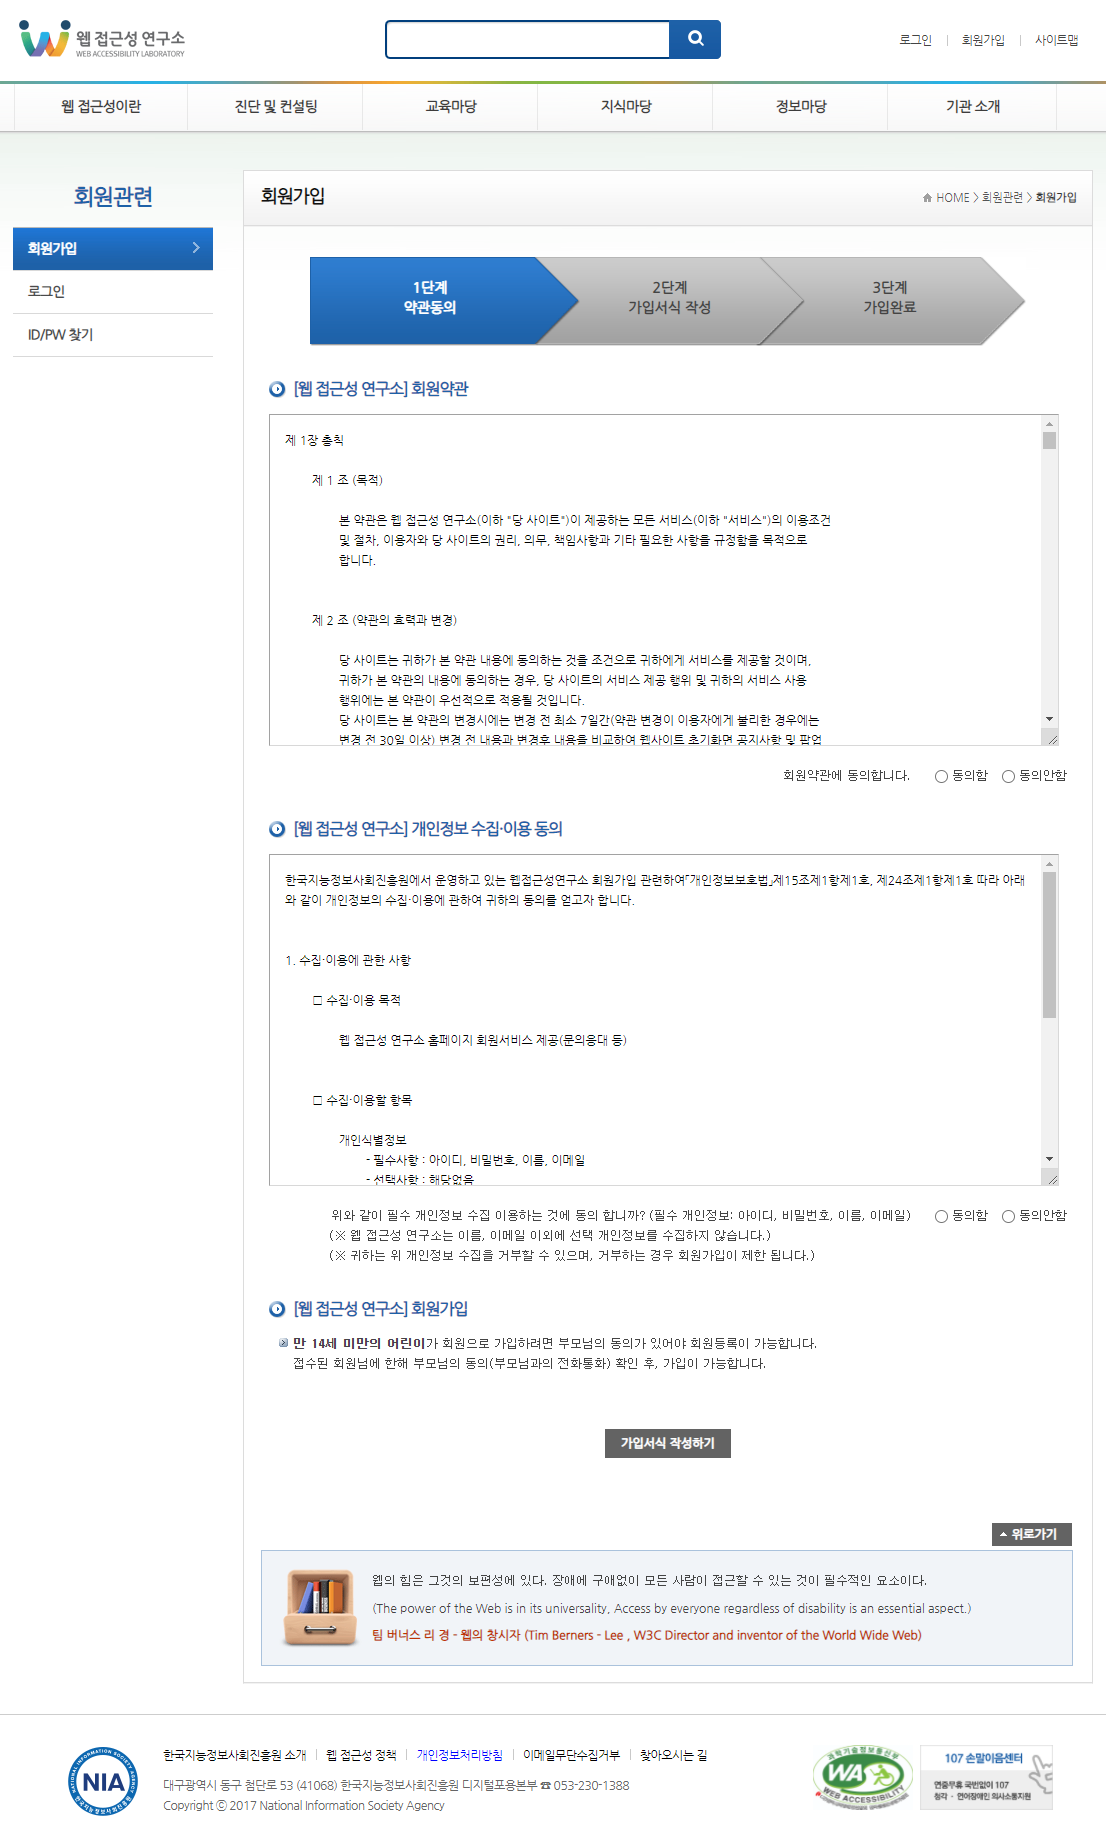 웹 접근성 연구소
WEB ACCESSIBILITY LABORATORY
로그인
회원가입
사이트맵
웹 접근성이란
진단 및 컨설팅
교육마당
지식마당
정보마당
기관 소개
회원관련
회원가입
로그인
ID/PW 찾기
회원가입
HOME > 회원관련 > 회원가입
1단계
약관동의
2단계
가입서식 작성
3단계
가입완료
[웹 접근성 연구소] 회원약관
제 1장 총칙
제 1 조 (목적)
본 약관은 웹 접근성 연구소(이하 "당 사이트")이 제공하는 모든 서비스(이하 "서비스")의 이용조건
및 절차, 이용자와 당 사이트의 권리, 의무, 책임사항과 기타 필요한 사항을 규정함을 목적으로
합니다.
제 2 조 (약관의 효력과 변경)
당 사이트는 귀하가 본 약관 내용에 동의하는 것을 조건으로 귀하에게 서비스를 제공할 것이며,
귀하가 본 약관의 내용에 동의하는 경우, 당 사이트의 서비스 제공 행위 및 귀하의 서비스 사용
행위에는 본 약관이 우선적으로 적용될 것입니다.
당 사이트는 본 약관의 변경시에는 변경 전 최소 7일간(약관 변경이 이용자에게 불리한 경우에는
변경 전 30일 이상) 변경 전 내용과 변경후 내용을 비교하여 웹사이트 초기화면 공지사항 및 팝업
회원약관에 동의합니다. 동의함 동의안함
[웹 접근성 연구소] 개인정보 수집·이용 동의
한국지능정보사회진흥원에서 운영하고 있는 웹접근성연구소 회원가입 관련하여「개인정보보호법」제15조제1항제1호, 제24조제1항제1호 따라 아래
와 같이 개인정보의 수집·이용에 관하여 귀하의 동의를 얻고자 합니다.
1. 수집·이용에 관한 사항
□ 수집·이용 목적
웹 접근성 연구소 홈페이지 회원서비스 제공(문의응대 등)
□ 수집·이용할 항목
개인식별정보
- 필수사항 : 아이디, 비밀번호, 이름, 이메일
- 선택사항 : 해당없음
위와 같이 필수 개인정보 수집 이용하는 것에 동의 합니까? (필수 개인정보: 아이디, 비밀번호, 이름, 이메일) 동의함 동의안함
(※ 웹 접근성 연구소는 이름, 이메일 이외에 선택 개인정보를 수집하지 않습니다.)
(※ 귀하는 위 개인정보 수집을 거부할 수 있으며, 거부하는 경우 회원가입이 제한 됩니다.)
[웹 접근성 연구소] 회원가입
만 14세 미만의 어린이가 회원으로 가입하려면 부모님의 동의가 있어야 회원등록이 가능합니다.
접수된 회원님에 한해 부모님의 동의(부모님과의 전화통화) 확인 후, 가입이 가능합니다.
가입서식 작성하기
위로가기
웹의 힘은 그것의 보편성에 있다. 장애에 구애없이 모든 사람이 접근할 수 있는 것이 필수적인 요소이다.
(The power of the Web is in its universality, Access by everyone regardless of disability is an essential aspect.)
팀 버너스 리 경 - 웹의 창시자 (Tim Berners - Lee , W3C Director and inventor of the World Wide Web)
NATIONAL INFORMATION SOCIETY AGENCY
NIA
한국지능정보사회진흥원
한국지능정보사회진흥원 소개
웹 접근성 정책
개인정보처리방침
이메일무단수집거부
찾아오시는 길
대구광역시 동구 첨단로 53 (41068) 한국지능정보사회진흥원 디지털포용본부 ☎ 053-230-1388
Copyright ⓒ 2017 National Information Society Agency
과학기술정보통신부
WA
WEB ACCESSIBILITY
107 손말이음센터
연중무휴 국번없이 107
청각 · 언어장애인 의사소통지원